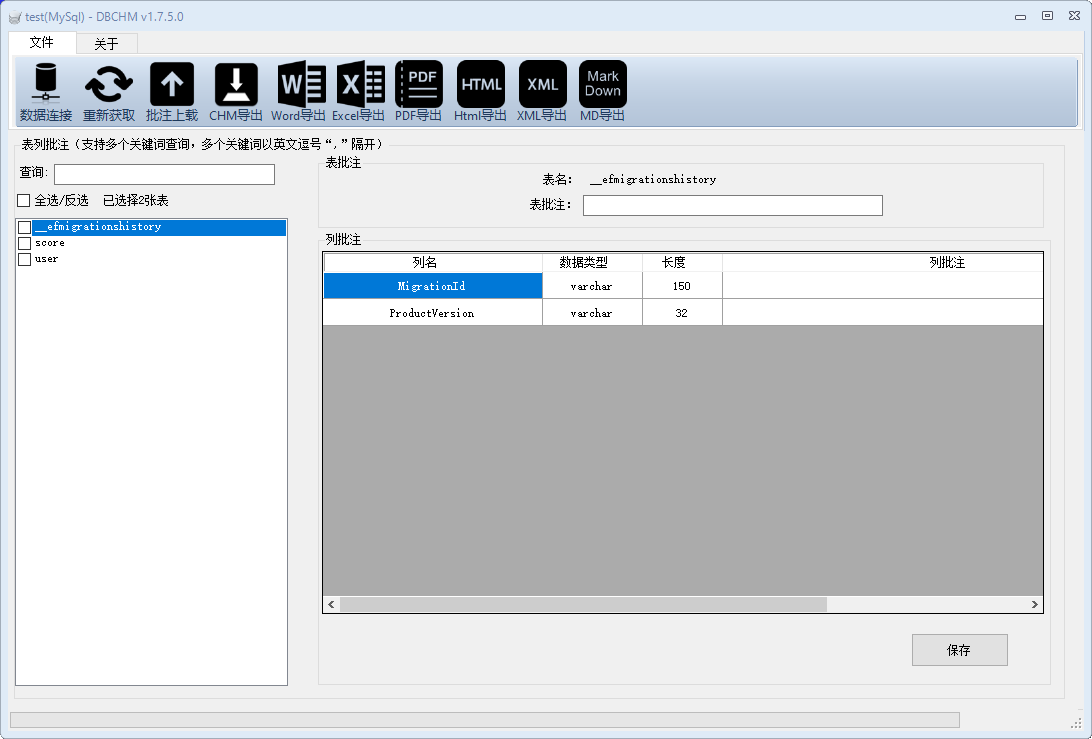 test(MySql) - DBCHM v1.7.5.0
文件 关于
W X PDF HTML XML Mark Down
数据连接 重新获取 批注上载 CHM导出 Word导出 Excel导出 PDF导出 Html导出 XML导出 MD导出
表列批注（支持多个关键词查询，多个关键词以英文逗号“,”隔开）
查询:
全选/反选 已选择2张表
__efmigrationshistory
score
user
表批注
表名： __efmigrationshistory
表批注：
列批注
列名 数据类型 长度 列批注
MigrationId varchar 150
ProductVersion varchar 32
保存